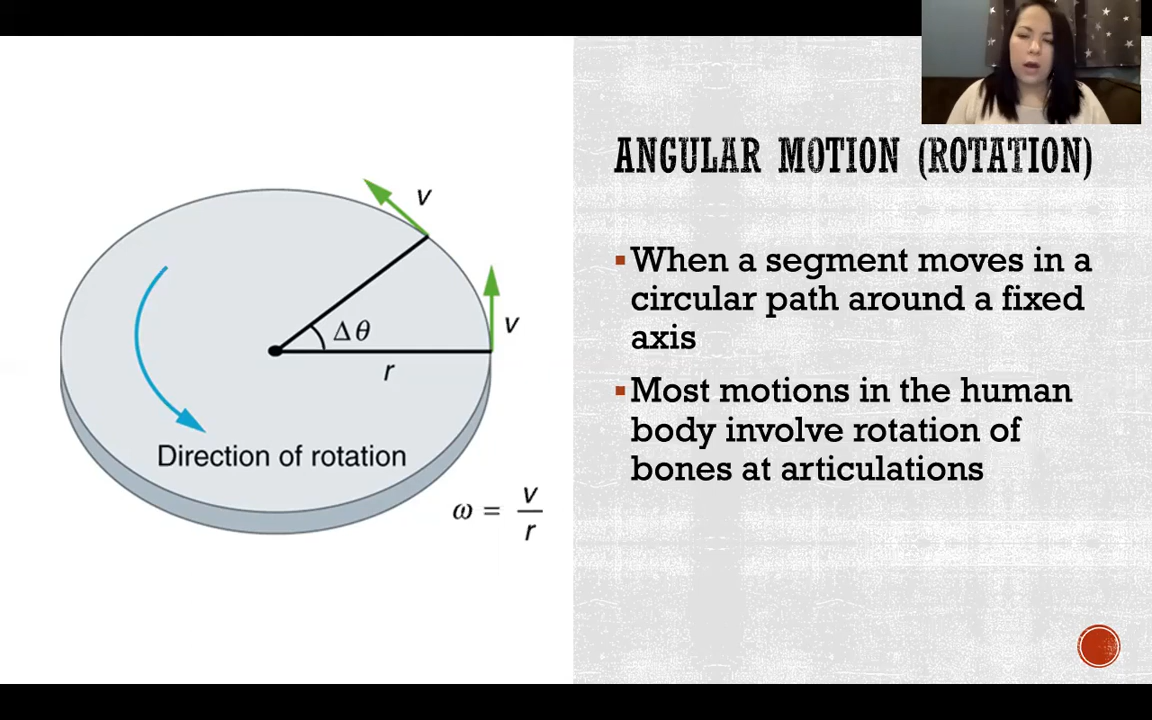 ANGULAR MOTION (ROTATION)
When a segment moves in a
circular path around a fixed
axis
Most motions in the human
body involve rotation of
bones at articulations
v
v
Δθ
r
Direction of rotation
ω = v/r